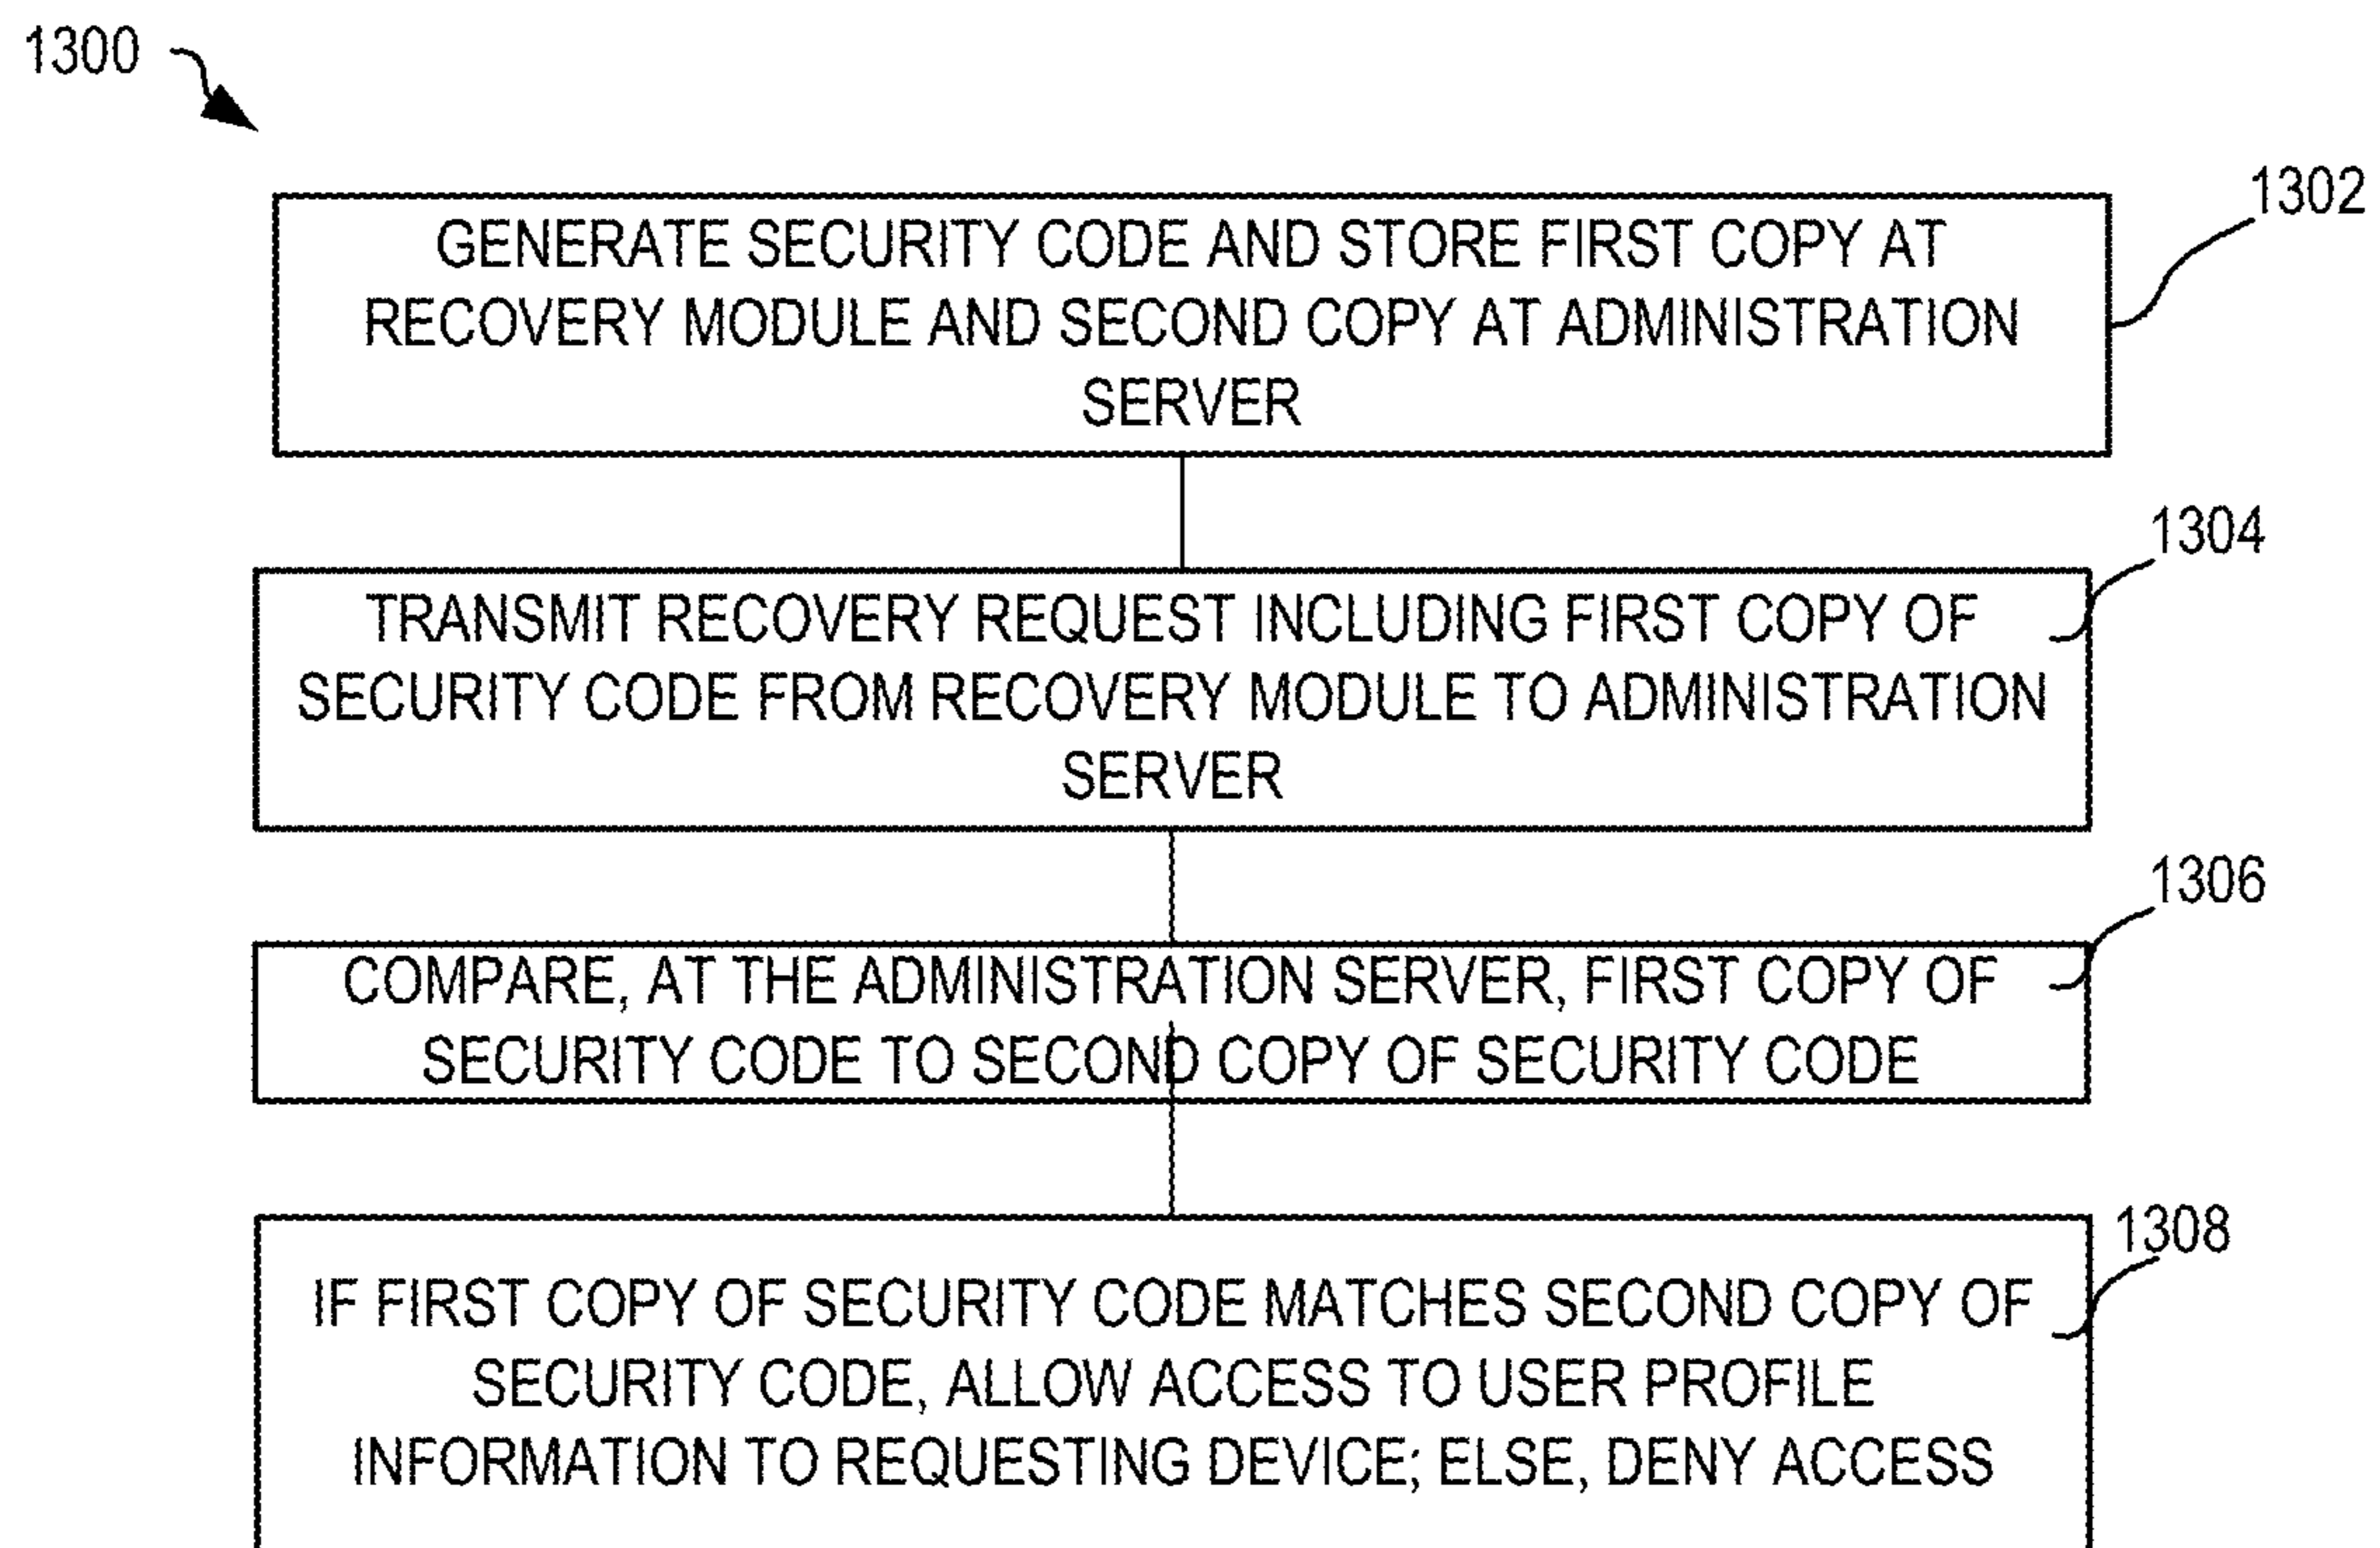 1300
1302
GENERATE SECURITY CODE AND STORE FIRST COPY AT
RECOVERY MODULE AND SECOND COPY AT ADMINISTRATION
SERVER
1304
TRANSMIT RECOVERY REQUEST INCLUDING FIRST COPY OF
SECURITY CODE FROM RECOVERY MODULE TO ADMINISTRATION
SERVER
1306
COMPARE, AT THE ADMINISTRATION SERVER, FIRST COPY OF
SECURITY CODE TO SECOND COPY OF SECURITY CODE
1308
IF FIRST COPY OF SECURITY CODE MATCHES SECOND COPY OF
SECURITY CODE, ALLOW ACCESS TO USER PROFILE
INFORMATION TO REQUESTING DEVICE; ELSE, DENY ACCESS